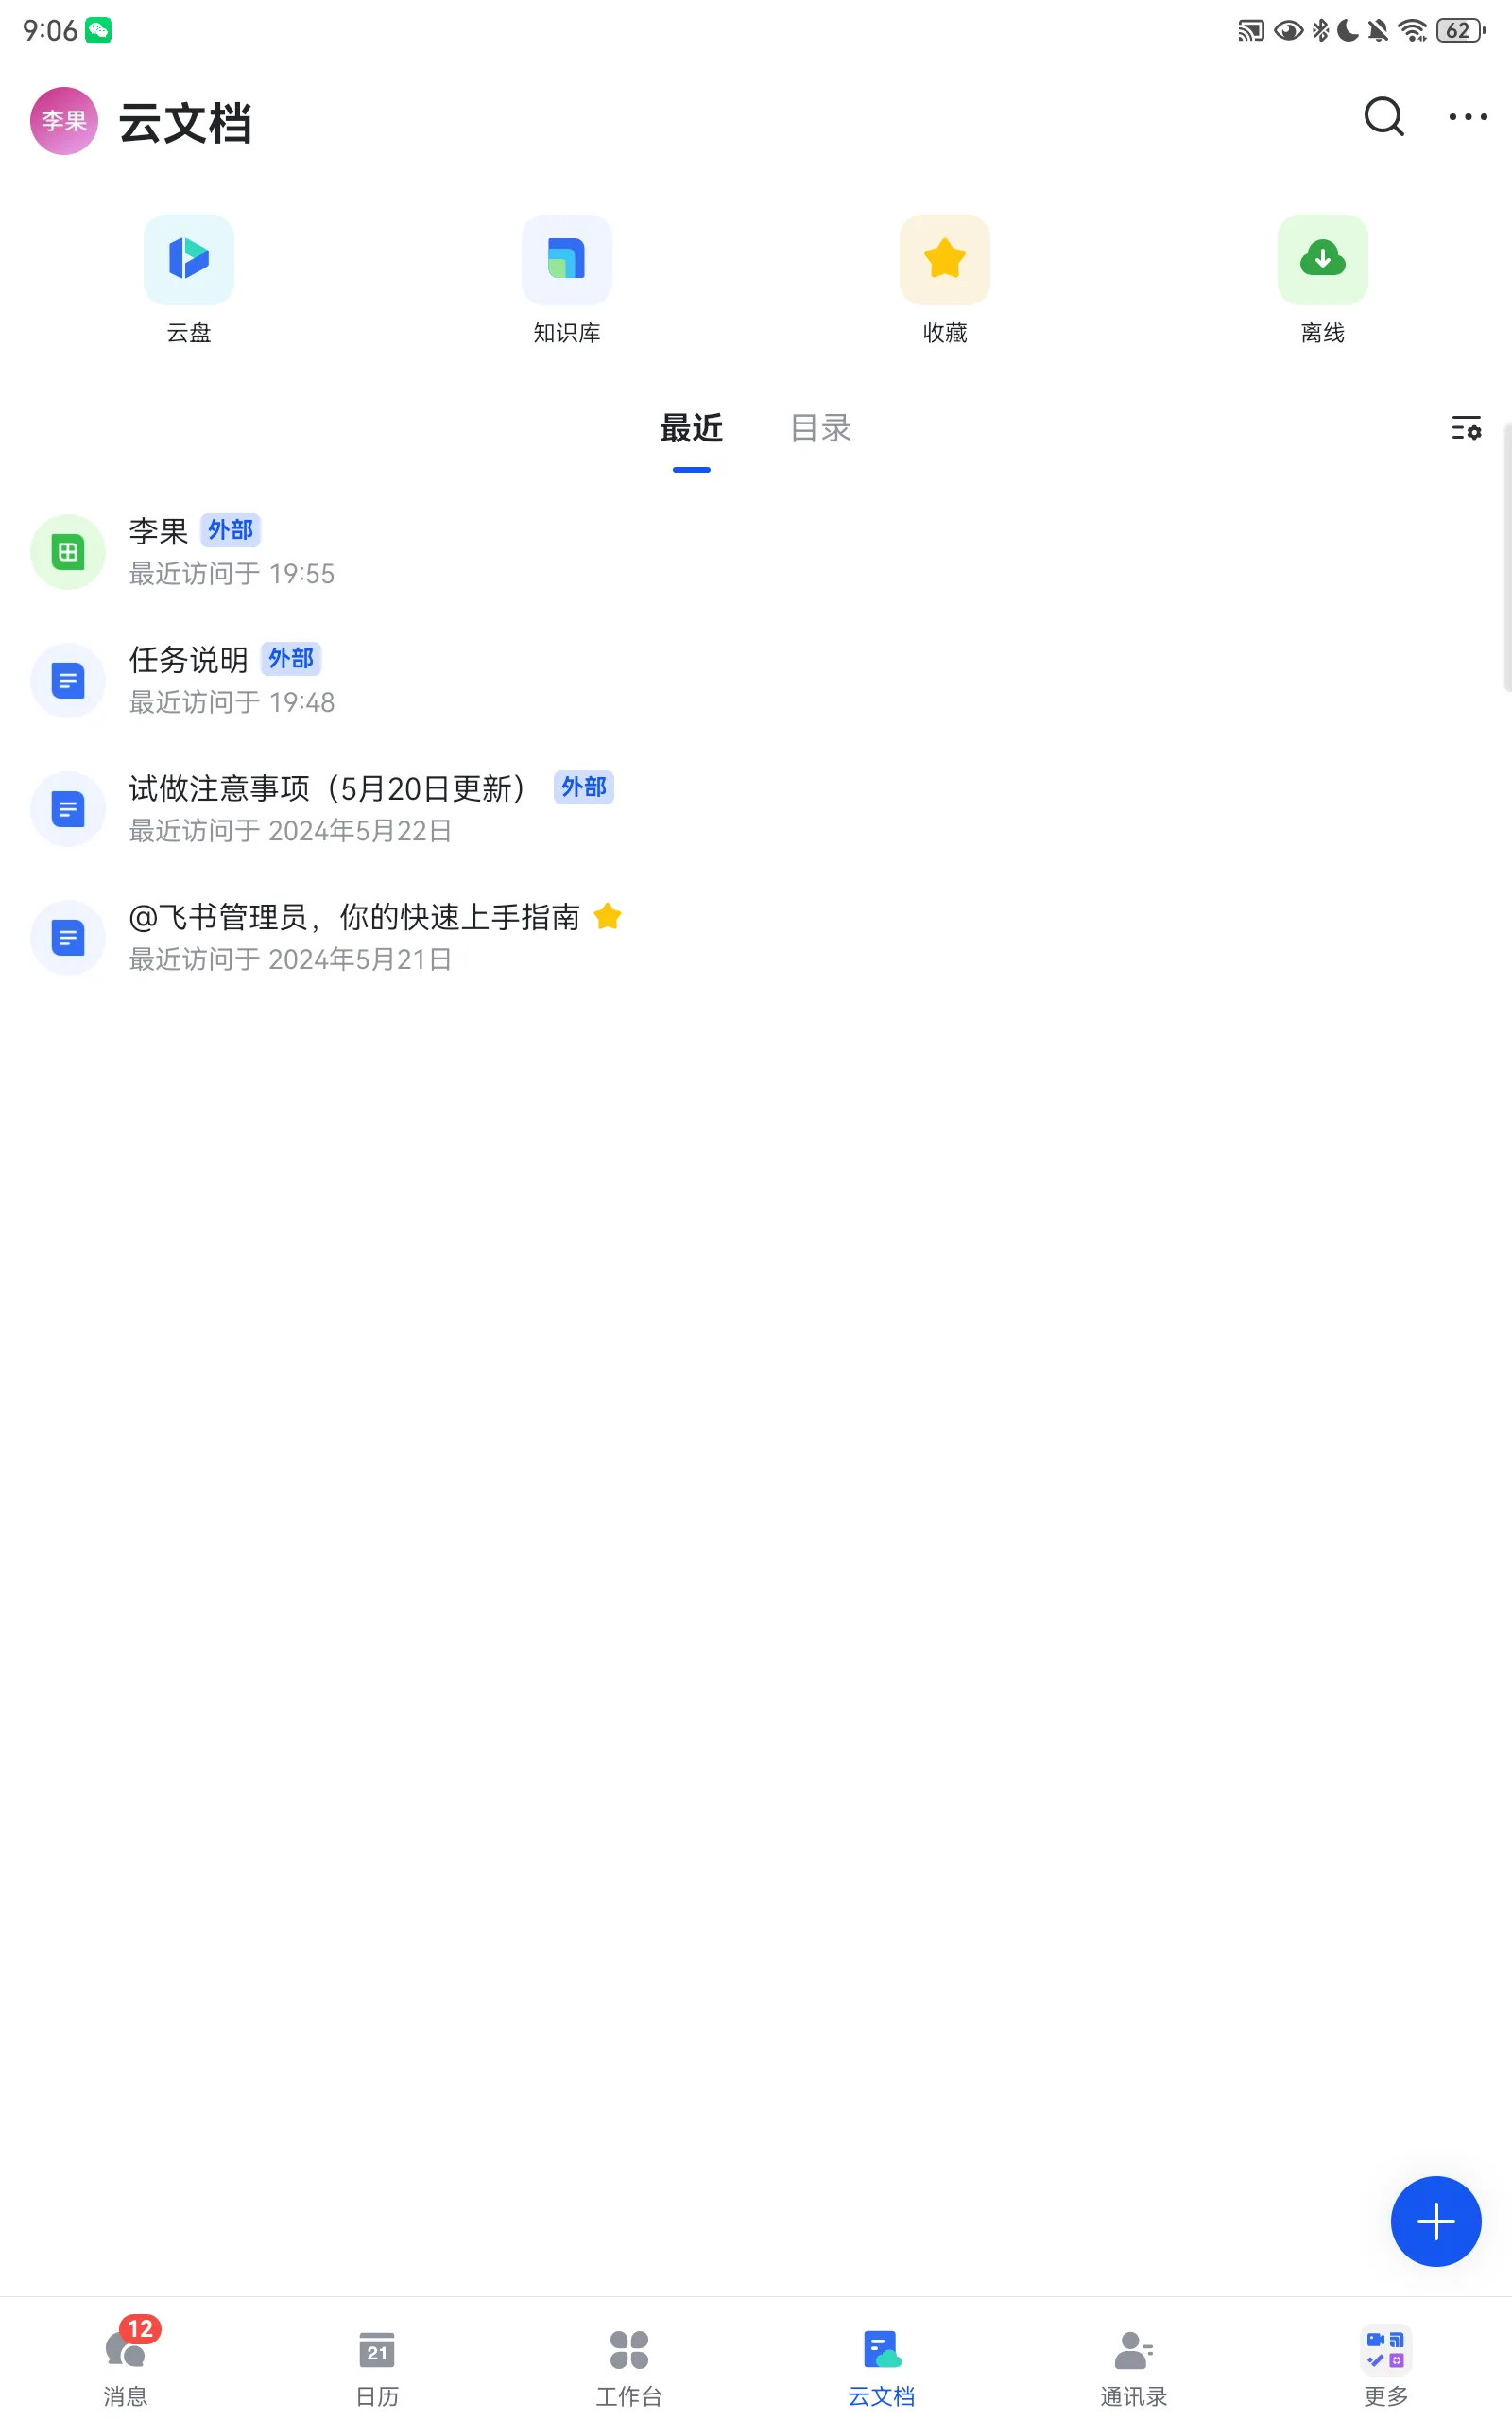 9:06
62
李果 云文档
云盘 知识库 收藏 离线
最近 目录
李果 外部
最近访问于 19:55
任务说明 外部
最近访问于 19:48
试做注意事项（5月20日更新） 外部
最近访问于 2024年5月22日
@飞书管理员，你的快速上手指南
最近访问于 2024年5月21日
12
21
消息 日历 工作台 云文档 通讯录 更多